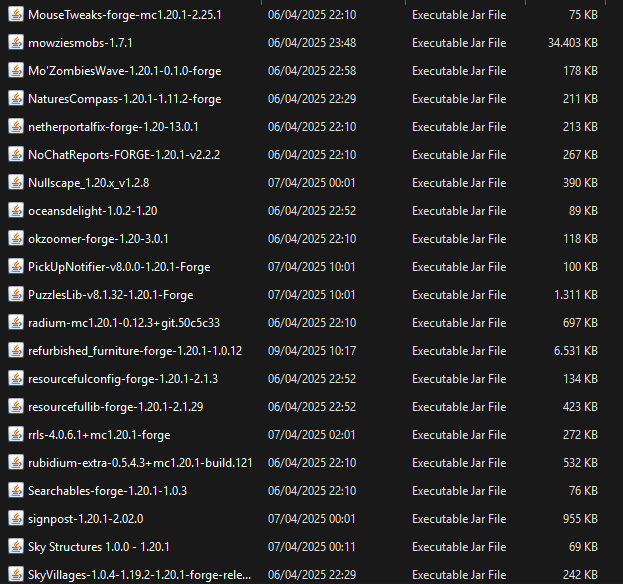 MouseTweaks-forge-mc1.20.1-2.25.1 06/04/2025 22:10 Executable Jar File 75 KB
mowziesmobs-1.7.1 06/04/2025 23:48 Executable Jar File 34.403 KB
Mo'ZombiesWave-1.20.1-0.1.0-forge 06/04/2025 22:58 Executable Jar File 178 KB
NaturesCompass-1.20.1-1.11.2-forge 06/04/2025 22:29 Executable Jar File 211 KB
netherportalfix-forge-1.20-13.0.1 06/04/2025 22:10 Executable Jar File 213 KB
NoChatReports-FORGE-1.20.1-v2.2.2 06/04/2025 22:10 Executable Jar File 267 KB
Nullscape_1.20.x_v1.2.8 07/04/2025 00:01 Executable Jar File 390 KB
oceansdelight-1.0.2-1.20 06/04/2025 22:52 Executable Jar File 89 KB
okzoomer-forge-1.20-3.0.1 06/04/2025 22:10 Executable Jar File 118 KB
PickUpNotifier-v8.0.0-1.20.1-Forge 07/04/2025 10:01 Executable Jar File 100 KB
PuzzlesLib-v8.1.32-1.20.1-Forge 07/04/2025 10:01 Executable Jar File 1.311 KB
radium-mc1.20.1-0.12.3+git.50c5c33 06/04/2025 22:10 Executable Jar File 697 KB
refurbished_furniture-forge-1.20.1-1.0.12 09/04/2025 10:17 Executable Jar File 6.531 KB
resourcefulconfig-forge-1.20.1-2.1.3 06/04/2025 22:52 Executable Jar File 134 KB
resourcefullib-forge-1.20.1-2.1.29 06/04/2025 22:52 Executable Jar File 423 KB
rrls-4.0.6.1+mc1.20.1-forge 07/04/2025 02:01 Executable Jar File 272 KB
rubidium-extra-0.5.4.3+mc1.20.1-build.121 06/04/2025 22:10 Executable Jar File 532 KB
Searchables-forge-1.20.1-1.0.3 06/04/2025 22:10 Executable Jar File 76 KB
signpost-1.20.1-2.02.0 07/04/2025 00:01 Executable Jar File 955 KB
Sky Structures 1.0.0 - 1.20.1 07/04/2025 00:11 Executable Jar File 69 KB
SkyVillages-1.0.4-1.19.2-1.20.1-forge-rele... 06/04/2025 22:29 Executable Jar File 242 KB